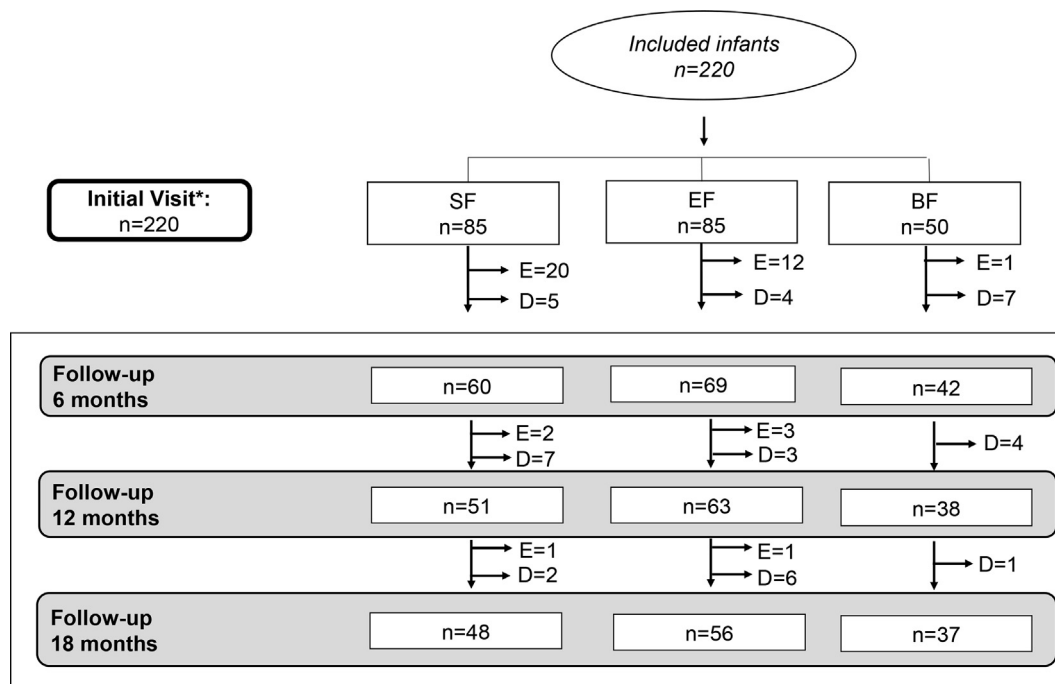 Included infants
n=220
Initial Visit*:
n=220
SF
n=85
EF
n=85
BF
n=50
E=20
D=5
E=12
D=4
E=1
D=7
Follow-up
6 months
n=60
n=69
n=42
E=2
D=7
E=3
D=3
D=4
Follow-up
12 months
n=51
n=63
n=38
E=1
D=2
E=1
D=6
D=1
Follow-up
18 months
n=48
n=56
n=37